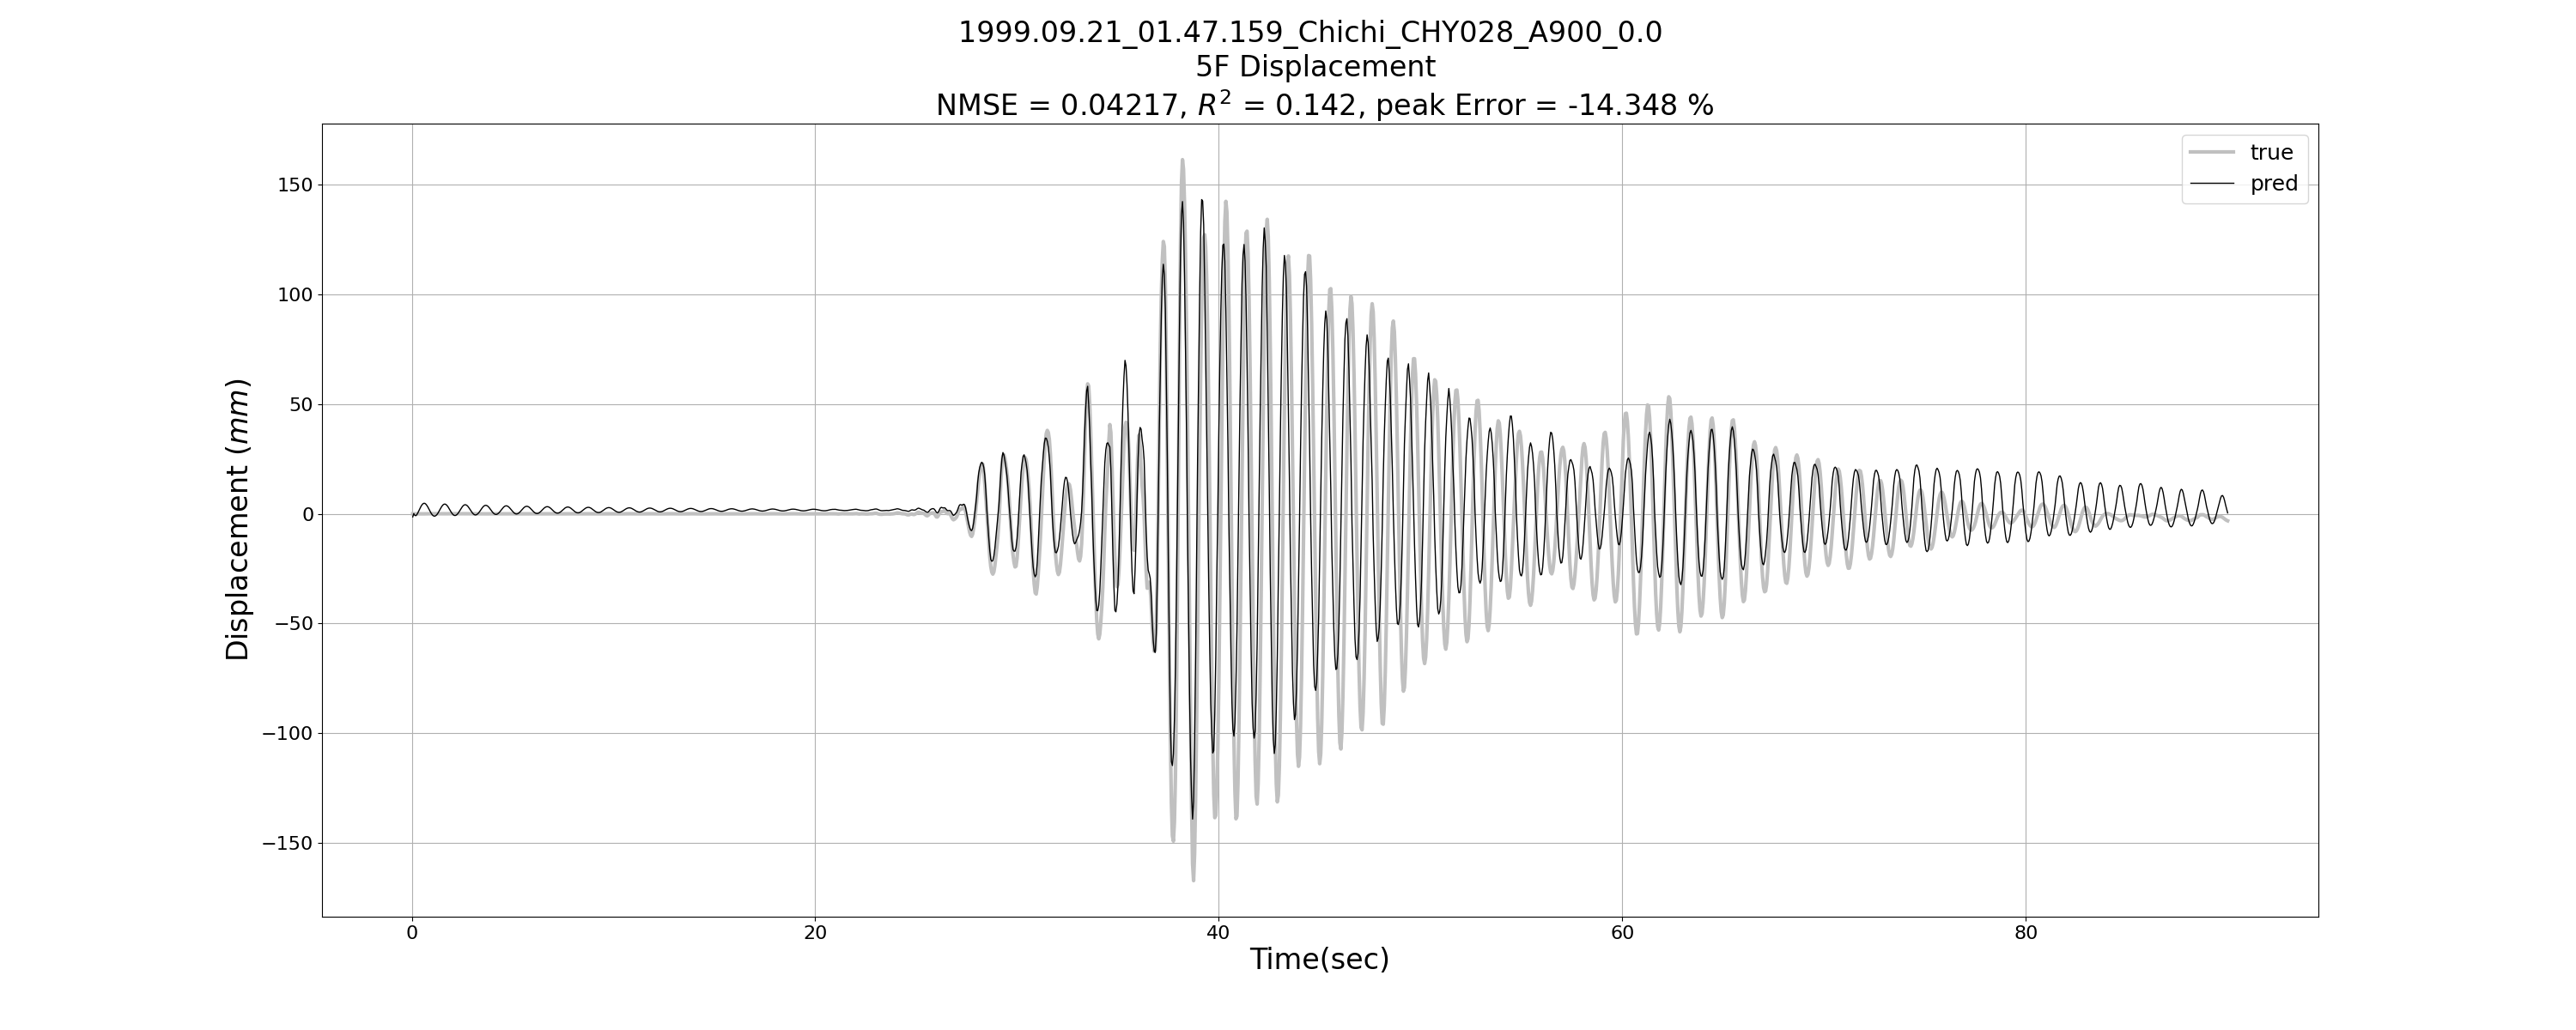 1999.09.21_01.47.159_Chichi_CHY028_A900_0.0
5F Displacement
NMSE = 0.04217, R² = 0.142, peak Error = -14.348 %
true
pred
150
100
50
0
−50
−100
−150
Displacement (mm)
0 20 40 60 80
Time(sec)